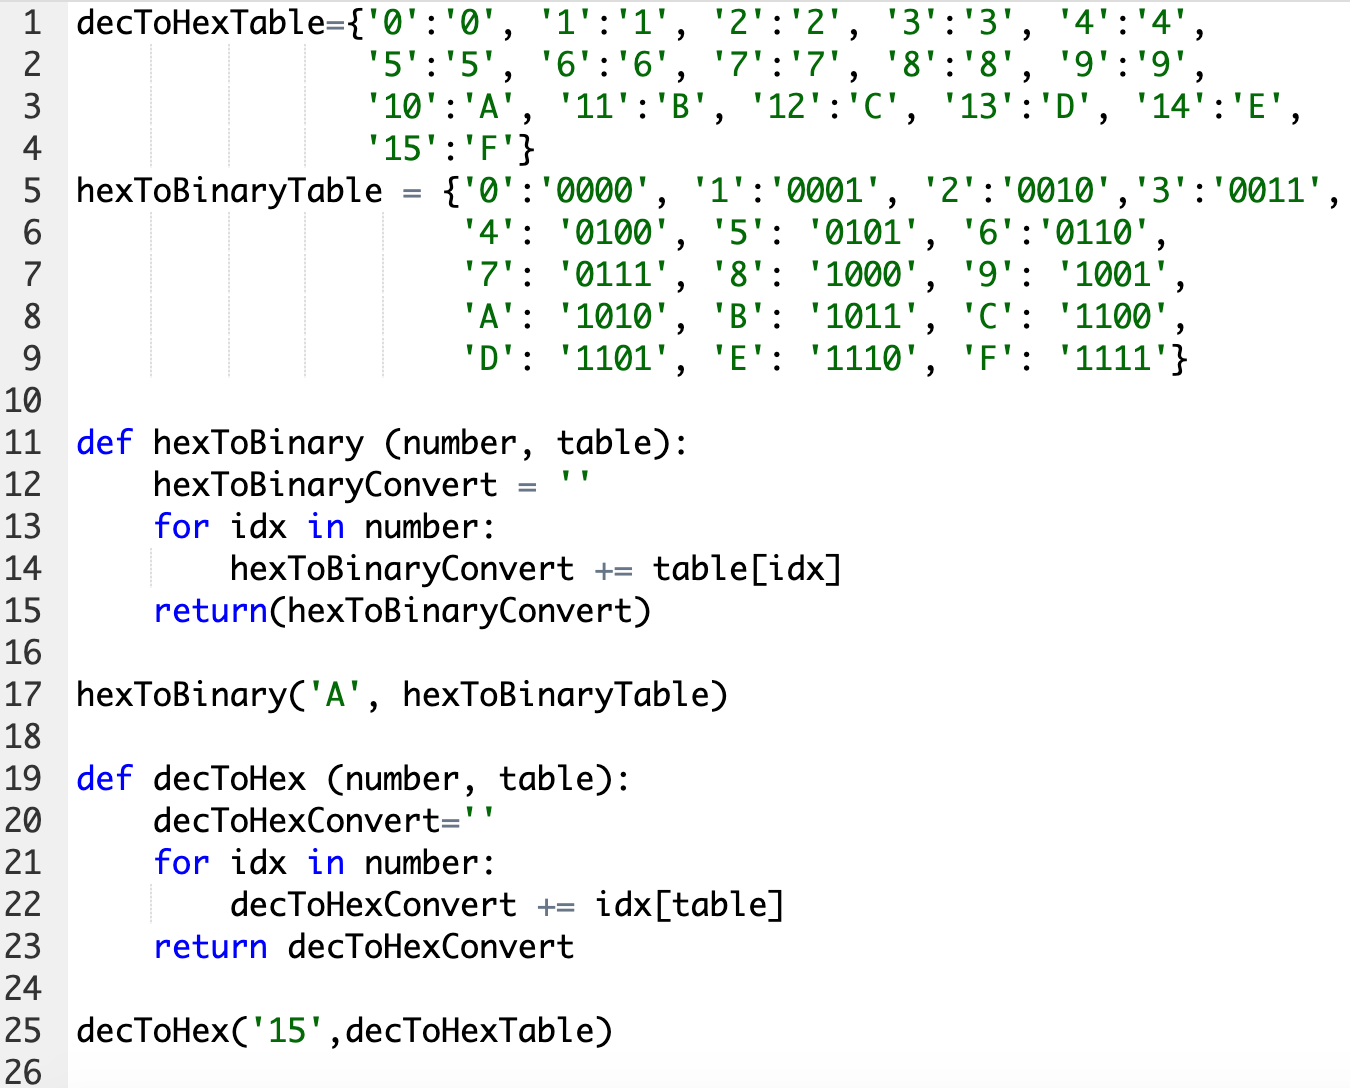 1 decToHexTable={'0':'0', '1':'1', '2':'2', '3':'3', '4':'4',
2 '5':'5', '6':'6', '7':'7', '8':'8', '9':'9',
3 '10':'A', '11':'B', '12':'C', '13':'D', '14':'E',
4 '15':'F'}
5 hexToBinaryTable = {'0':'0000', '1':'0001', '2':'0010','3':'0011',
6 '4': '0100', '5': '0101', '6':'0110',
7 '7': '0111', '8': '1000', '9': '1001',
8 'A': '1010', 'B': '1011', 'C': '1100',
9 'D': '1101', 'E': '1110', 'F': '1111'}
10
11 def hexToBinary (number, table):
12 hexToBinaryConvert = ''
13 for idx in number:
14 hexToBinaryConvert += table[idx]
15 return(hexToBinaryConvert)
16
17 hexToBinary('A', hexToBinaryTable)
18
19 def decToHex (number, table):
20 decToHexConvert=''
21 for idx in number:
22 decToHexConvert += idx[table]
23 return decToHexConvert
24
25 decToHex('15',decToHexTable)
26